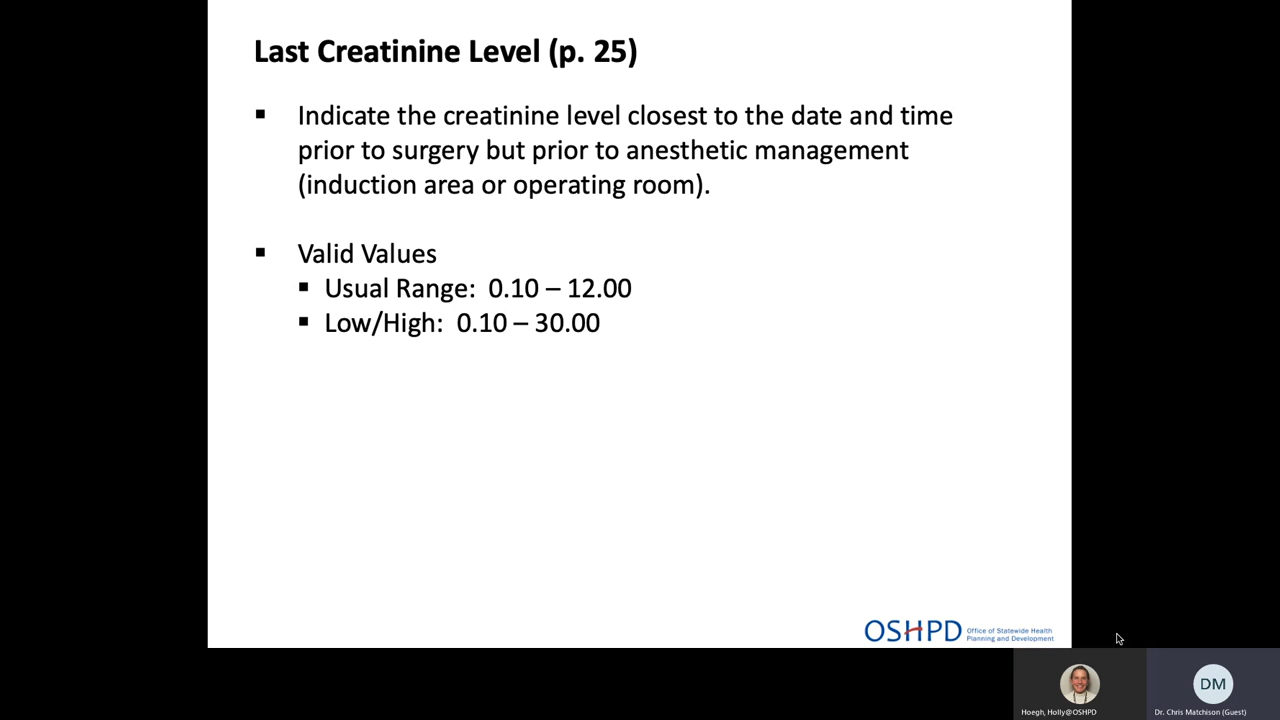 Last Creatinine Level (p. 25)
▪ Indicate the creatinine level closest to the date and time
prior to surgery but prior to anesthetic management
(induction area or operating room).
▪ Valid Values
▪ Usual Range: 0.10 – 12.00
▪ Low/High: 0.10 – 30.00
OSHPD
Office of Statewide Health
Planning and Development
DM
Hoegh, Holly@OSHPD
Dr. Chris Matchison (Guest)